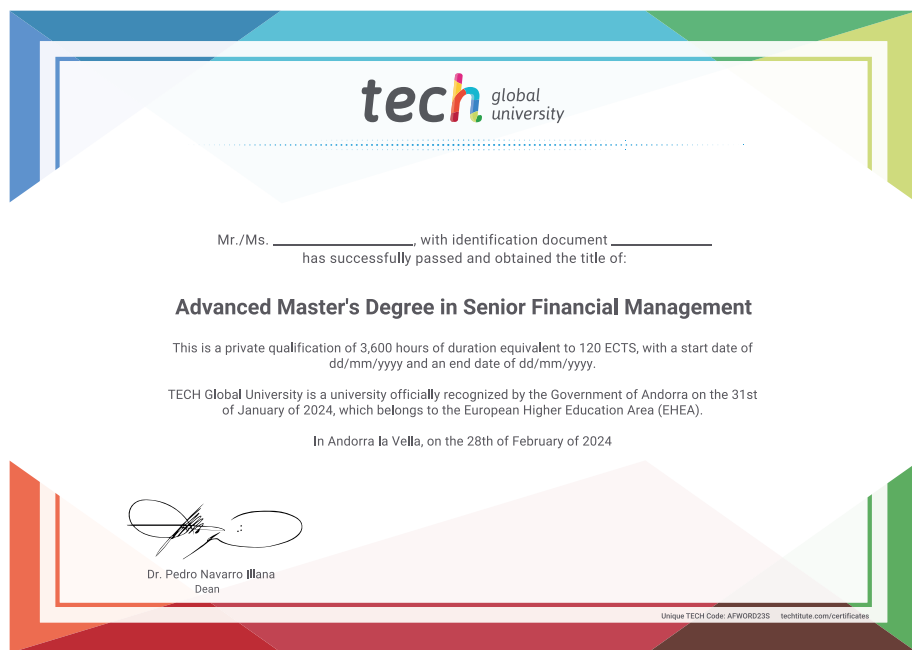 tech global university
Mr./Ms. ____________________, with identification document ______________
has successfully passed and obtained the title of:
Advanced Master's Degree in Senior Financial Management
This is a private qualification of 3,600 hours of duration equivalent to 120 ECTS, with a start date of
dd/mm/yyyy and an end date of dd/mm/yyyy.
TECH Global University is a university officially recognized by the Government of Andorra on the 31st
of January of 2024, which belongs to the European Higher Education Area (EHEA).
In Andorra la Vella, on the 28th of February of 2024
Dr. Pedro Navarro Illana
Dean
Unique TECH Code: AFWORD23S techtitute.com/certificates